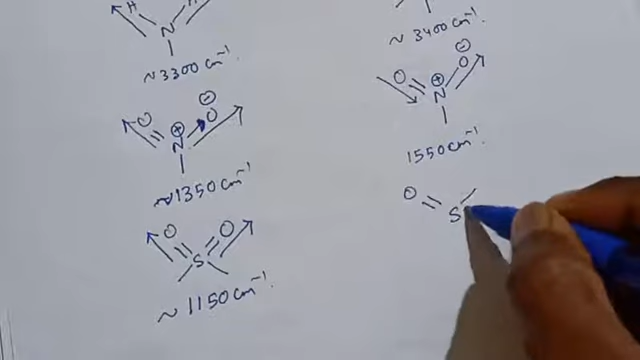 H H
N
~3300 cm⁻¹
~3400 cm⁻¹
O N⊕ O⊖
~1350 cm⁻¹
O N⊕ O⊖
1550 cm⁻¹
O S O
~1150 cm⁻¹
O S